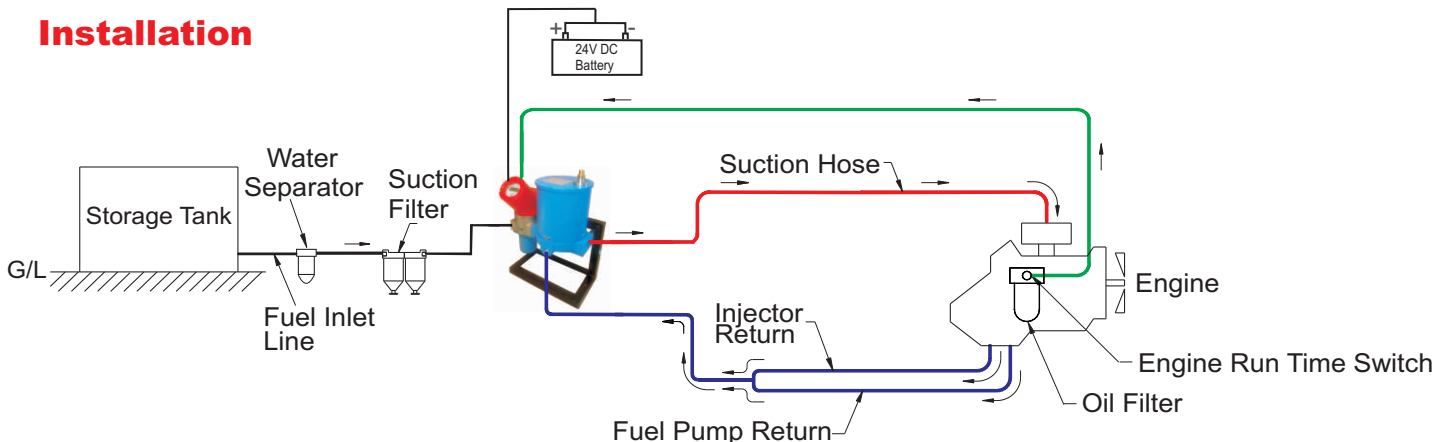 Installation
+ -
24V DC
Battery
Water
Separator
Suction
Filter
Suction Hose
Storage Tank
G/L
Fuel Inlet
Line
Injector
Return
Engine
Engine Run Time Switch
Oil Filter
Fuel Pump Return